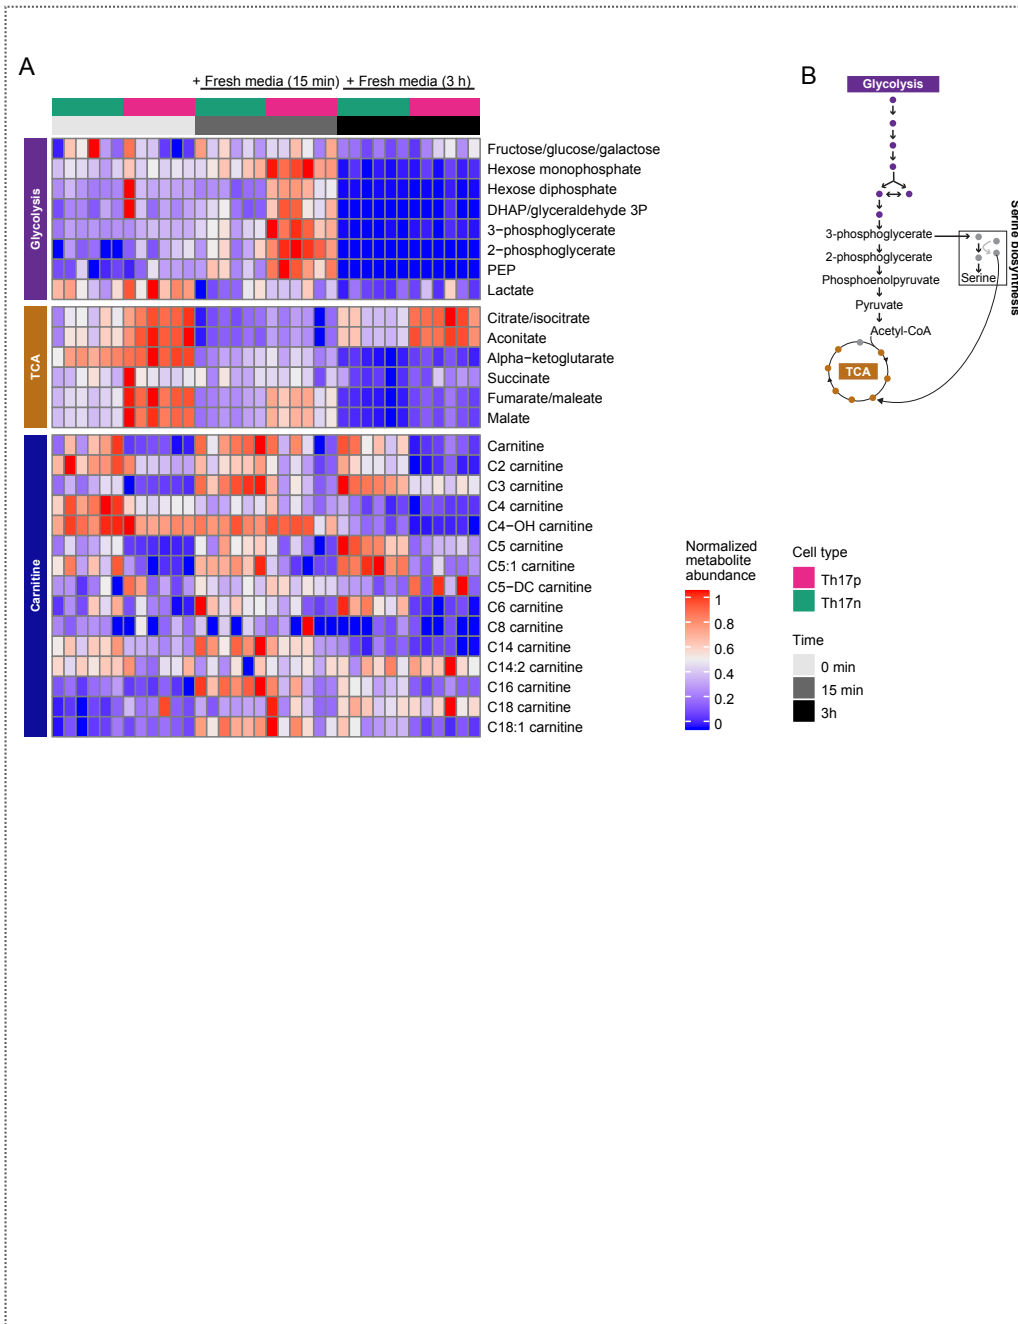 A
+ Fresh media (15 min)
+ Fresh media (3 h)
Glycolysis
Fructose/glucose/galactose
Hexose monophosphate
Hexose diphosphate
DHAP/glyceraldehyde 3P
3−phosphoglycerate
2−phosphoglycerate
PEP
Lactate
TCA
Citrate/isocitrate
Aconitate
Alpha−ketoglutarate
Succinate
Fumarate/maleate
Malate
Carnitine
Carnitine
C2 carnitine
C3 carnitine
C4 carnitine
C4−OH carnitine
C5 carnitine
C5:1 carnitine
C5−DC carnitine
C6 carnitine
C8 carnitine
C14 carnitine
C14:2 carnitine
C16 carnitine
C18 carnitine
C18:1 carnitine
Normalized
metabolite
abundance
1
0.8
0.6
0.4
0.2
0
Cell type
Th17p
Th17n
Time
0 min
15 min
3h
B
Glycolysis
3-phosphoglycerate
2-phosphoglycerate
Phosphoenolpyruvate
Pyruvate
Acetyl-CoA
TCA
Serine
Serine biosynthesis